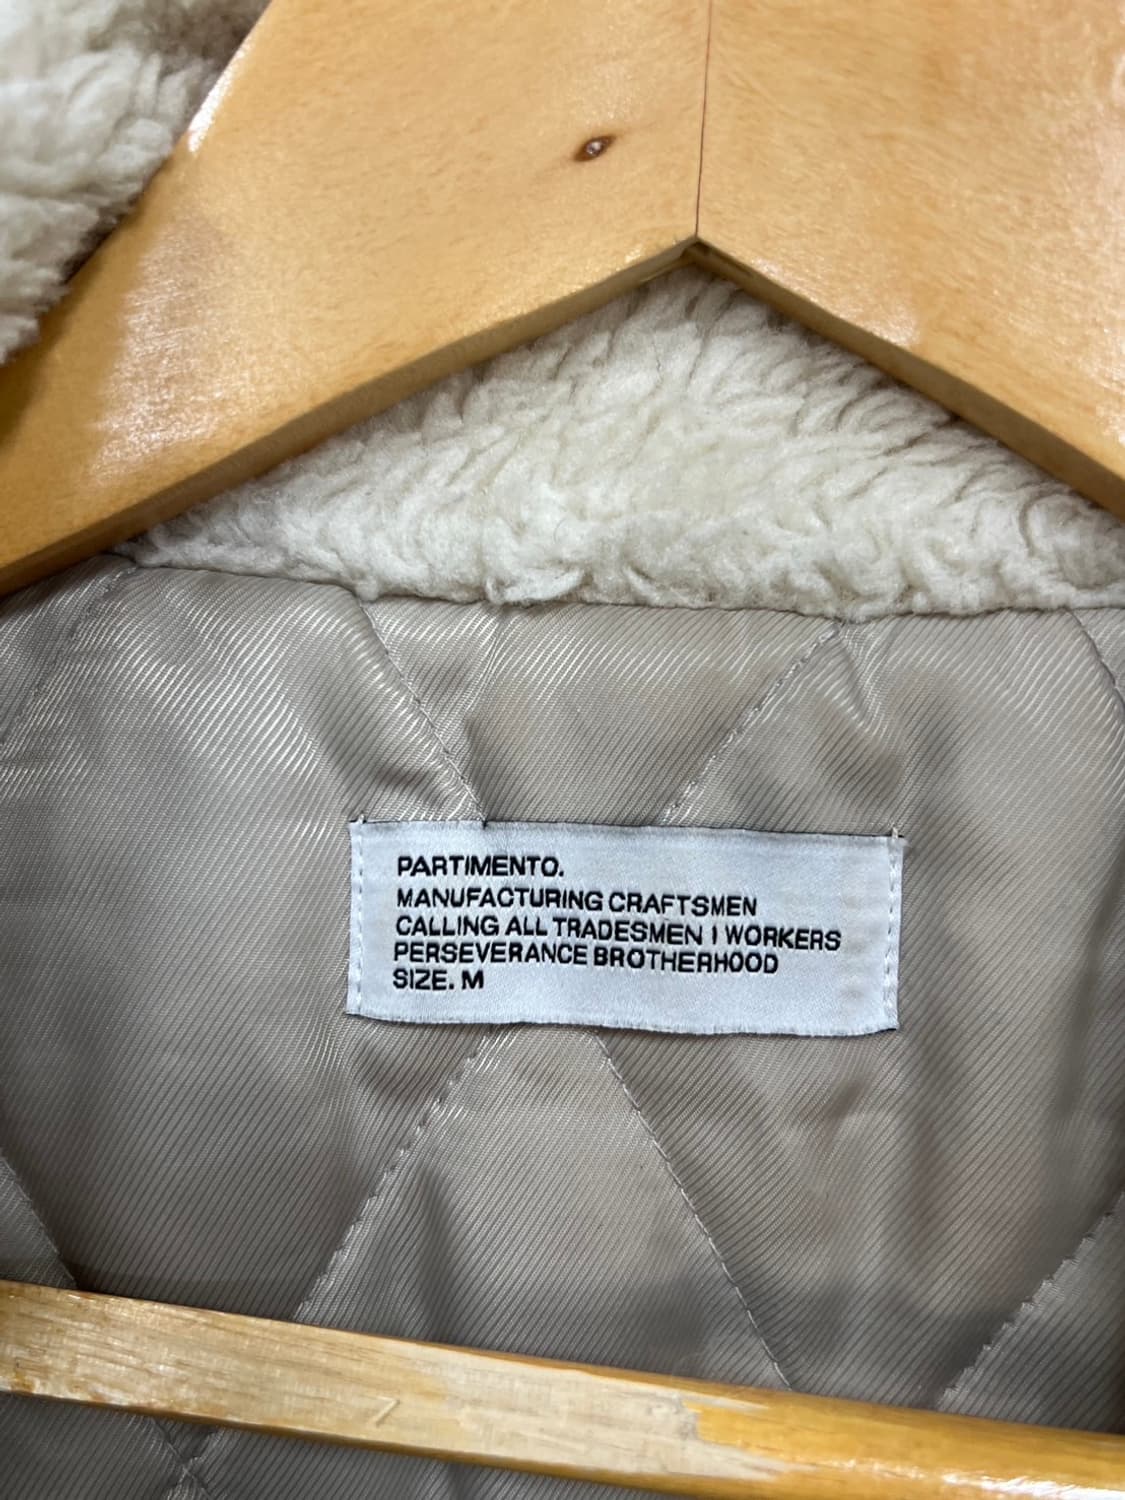 PARTIMENTO.
MANUFACTURING CRAFTSMEN
CALLING ALL TRADESMEN I WORKERS
PERSEVERANCE BROTHERHOOD
SIZE. M